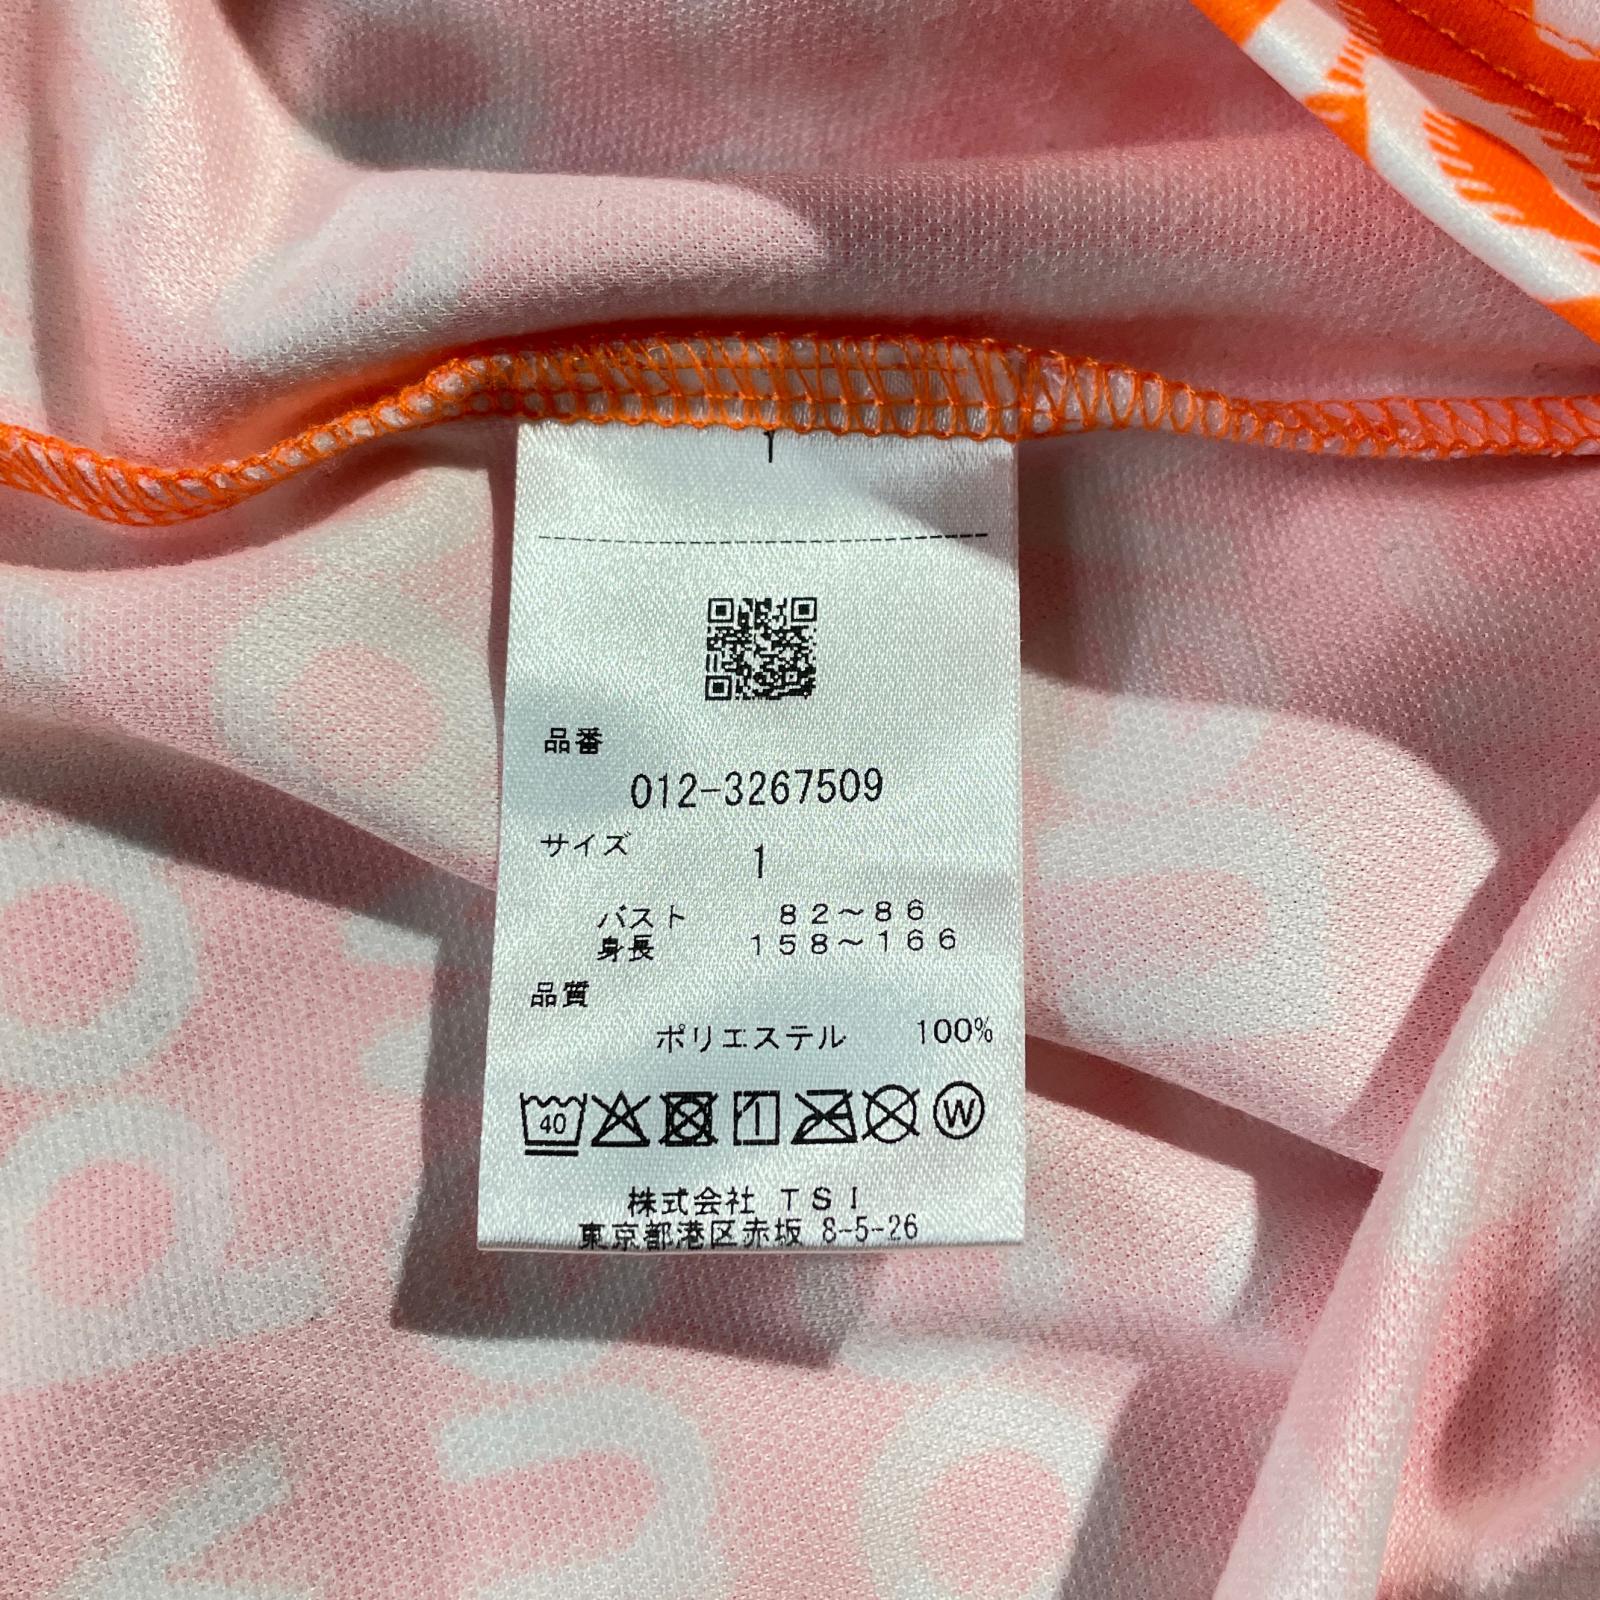 1
品番
012-3267509
サイズ 1
バスト 82~86
身長 158~166
品質
ポリエステル 100%
40 1 W
株式会社 TSI
東京都港区赤坂 8-5-26